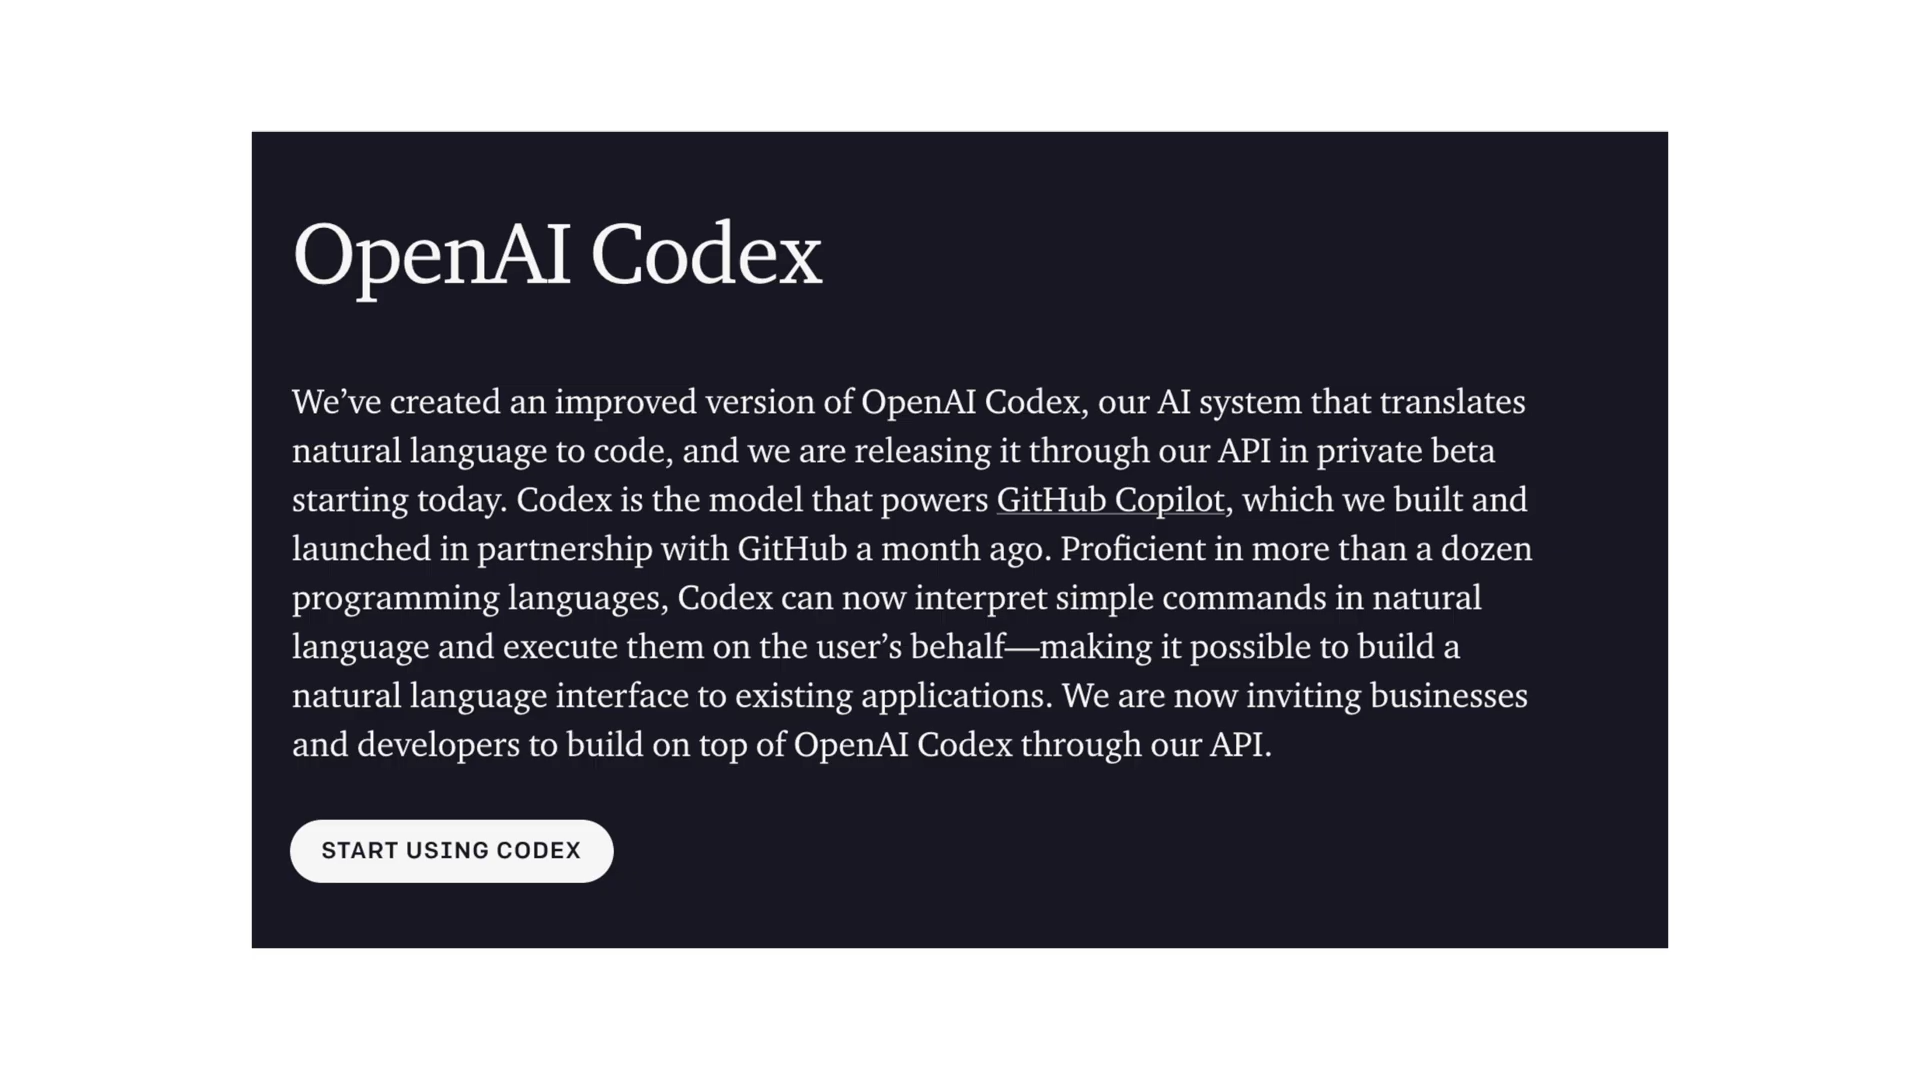 OpenAI Codex
We’ve created an improved version of OpenAI Codex, our AI system that translates
natural language to code, and we are releasing it through our API in private beta
starting today. Codex is the model that powers GitHub Copilot, which we built and
launched in partnership with GitHub a month ago. Proficient in more than a dozen
programming languages, Codex can now interpret simple commands in natural
language and execute them on the user’s behalf—making it possible to build a
natural language interface to existing applications. We are now inviting businesses
and developers to build on top of OpenAI Codex through our API.
START USING CODEX